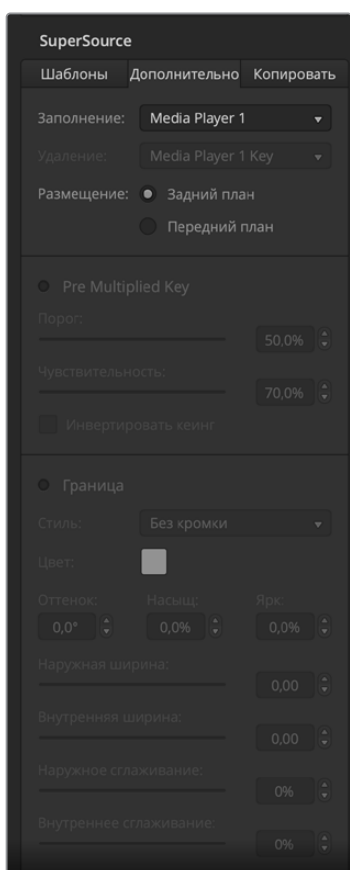 SuperSource
Шаблоны Дополнительно Копировать
Заполнение: Media Player 1
Удаление: Media Player 1 Key
Размещение: Задний план
Передний план
Pre Multiplied Key
Порог:
50,0%
Чувствительность:
70,0%
Инвертировать кеинг
Граница
Стиль: Без кромки
Цвет:
Оттенок: Насыщ: Ярк:
0,0° 0,0% 0,0%
Наружная ширина:
0,00
Внутренняя ширина:
0,00
Наружное сглаживание:
0%
Внутреннее сглаживание:
0%